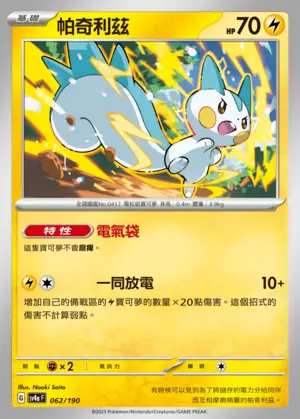 基礎 帕奇利茲 HP70
全國圖鑑No.0417 電松鼠寶可夢 身高：0.4m 體重：3.9kg
特性 電氣袋
這隻寶可夢不會麻痺。
一同放電 10+
增加自己的備戰區的寶可夢的數量×20點傷害。這個招式的
傷害不計算弱點。
弱點 ×2 抵抗力 撤退
Illus. Naoki Saito
G sv4a F 062/190
有時候可以看到為了將儲存的電力分給同伴
而互相摩擦頰囊的帕奇利茲。
©2023 Pokémon/Nintendo/Creatures/GAME FREAK.